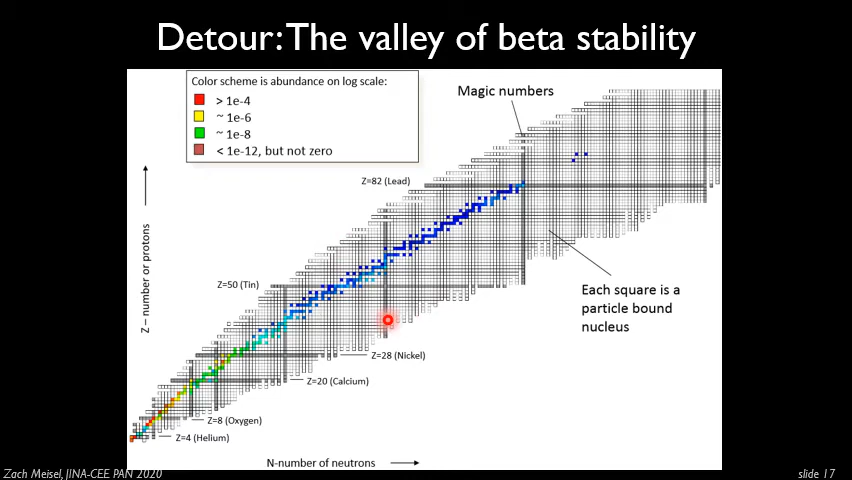 Detour: The valley of beta stability
Color scheme is abundance on log scale:
> 1e-4
~ 1e-6
~ 1e-8
< 1e-12, but not zero
Magic numbers
Z=82 (Lead)
Z – number or protons
Z=50 (Tin)
Each square is a
particle bound
nucleus
Z=28 (Nickel)
Z=20 (Calcium)
Z=8 (Oxygen)
Z=4 (Helium)
N-number of neutrons
Zach Meisel, JINA-CEE PAN 2020
slide 17